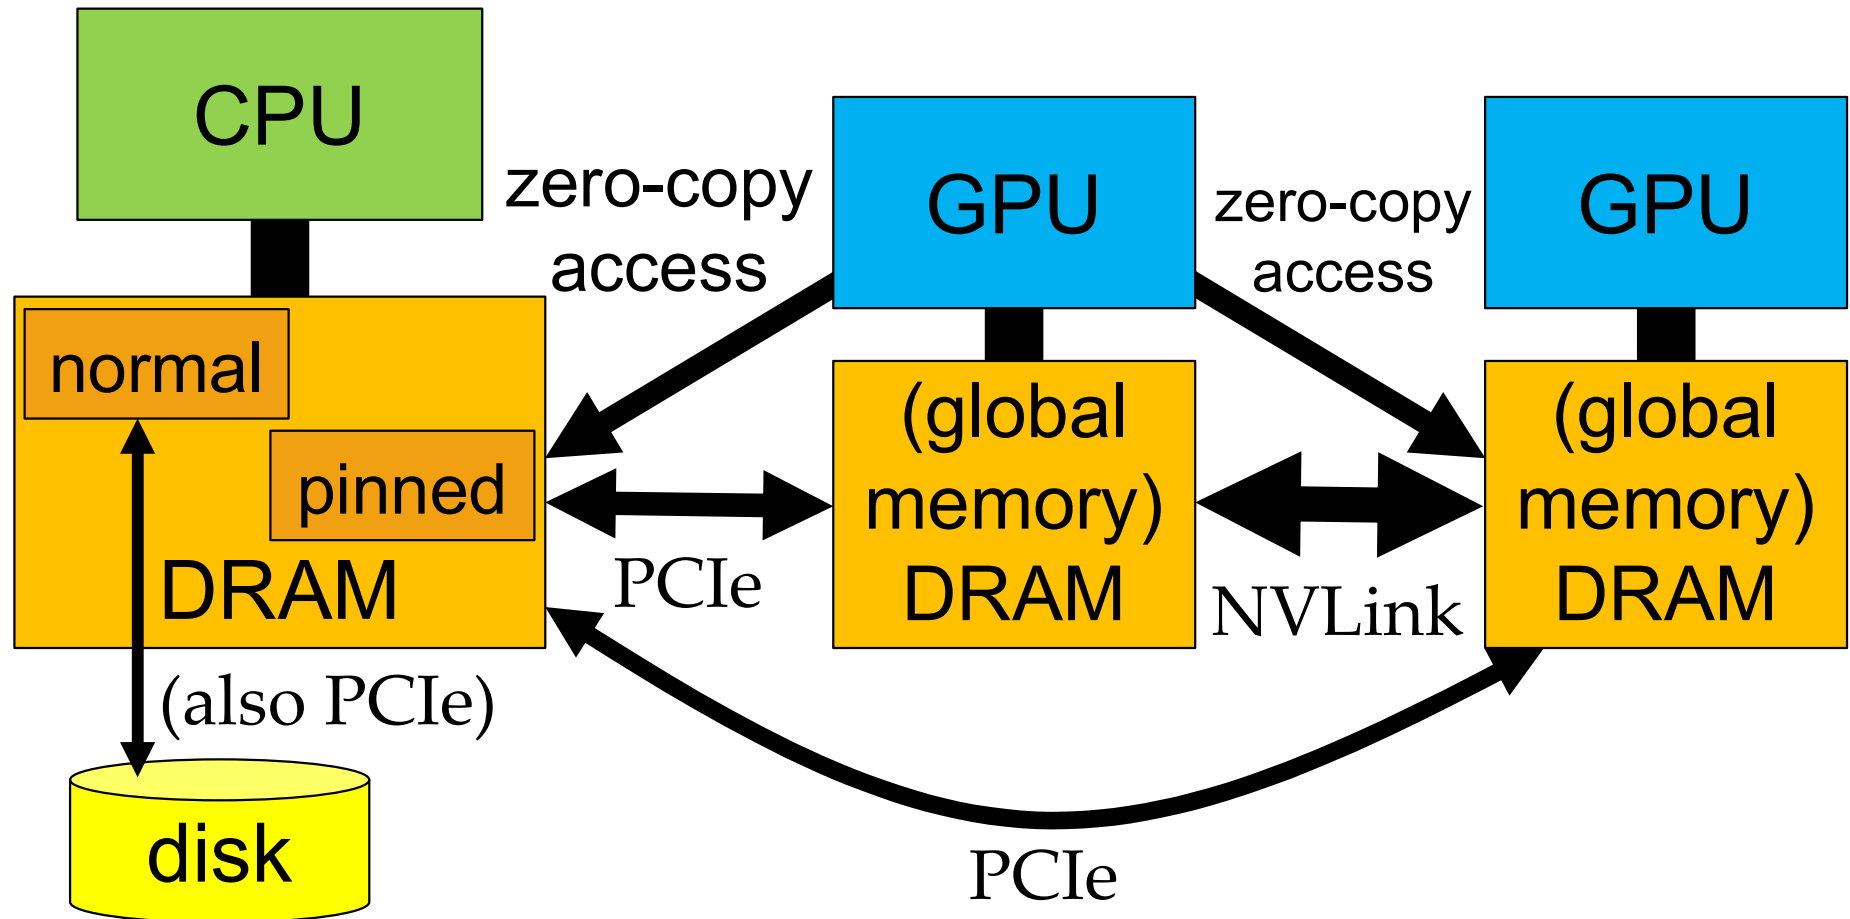 CPU
zero-copy
access
GPU
zero-copy
access
GPU
normal
pinned
DRAM
(global
memory)
DRAM
(global
memory)
DRAM
PCIe
NVLink
(also PCIe)
disk
PCIe